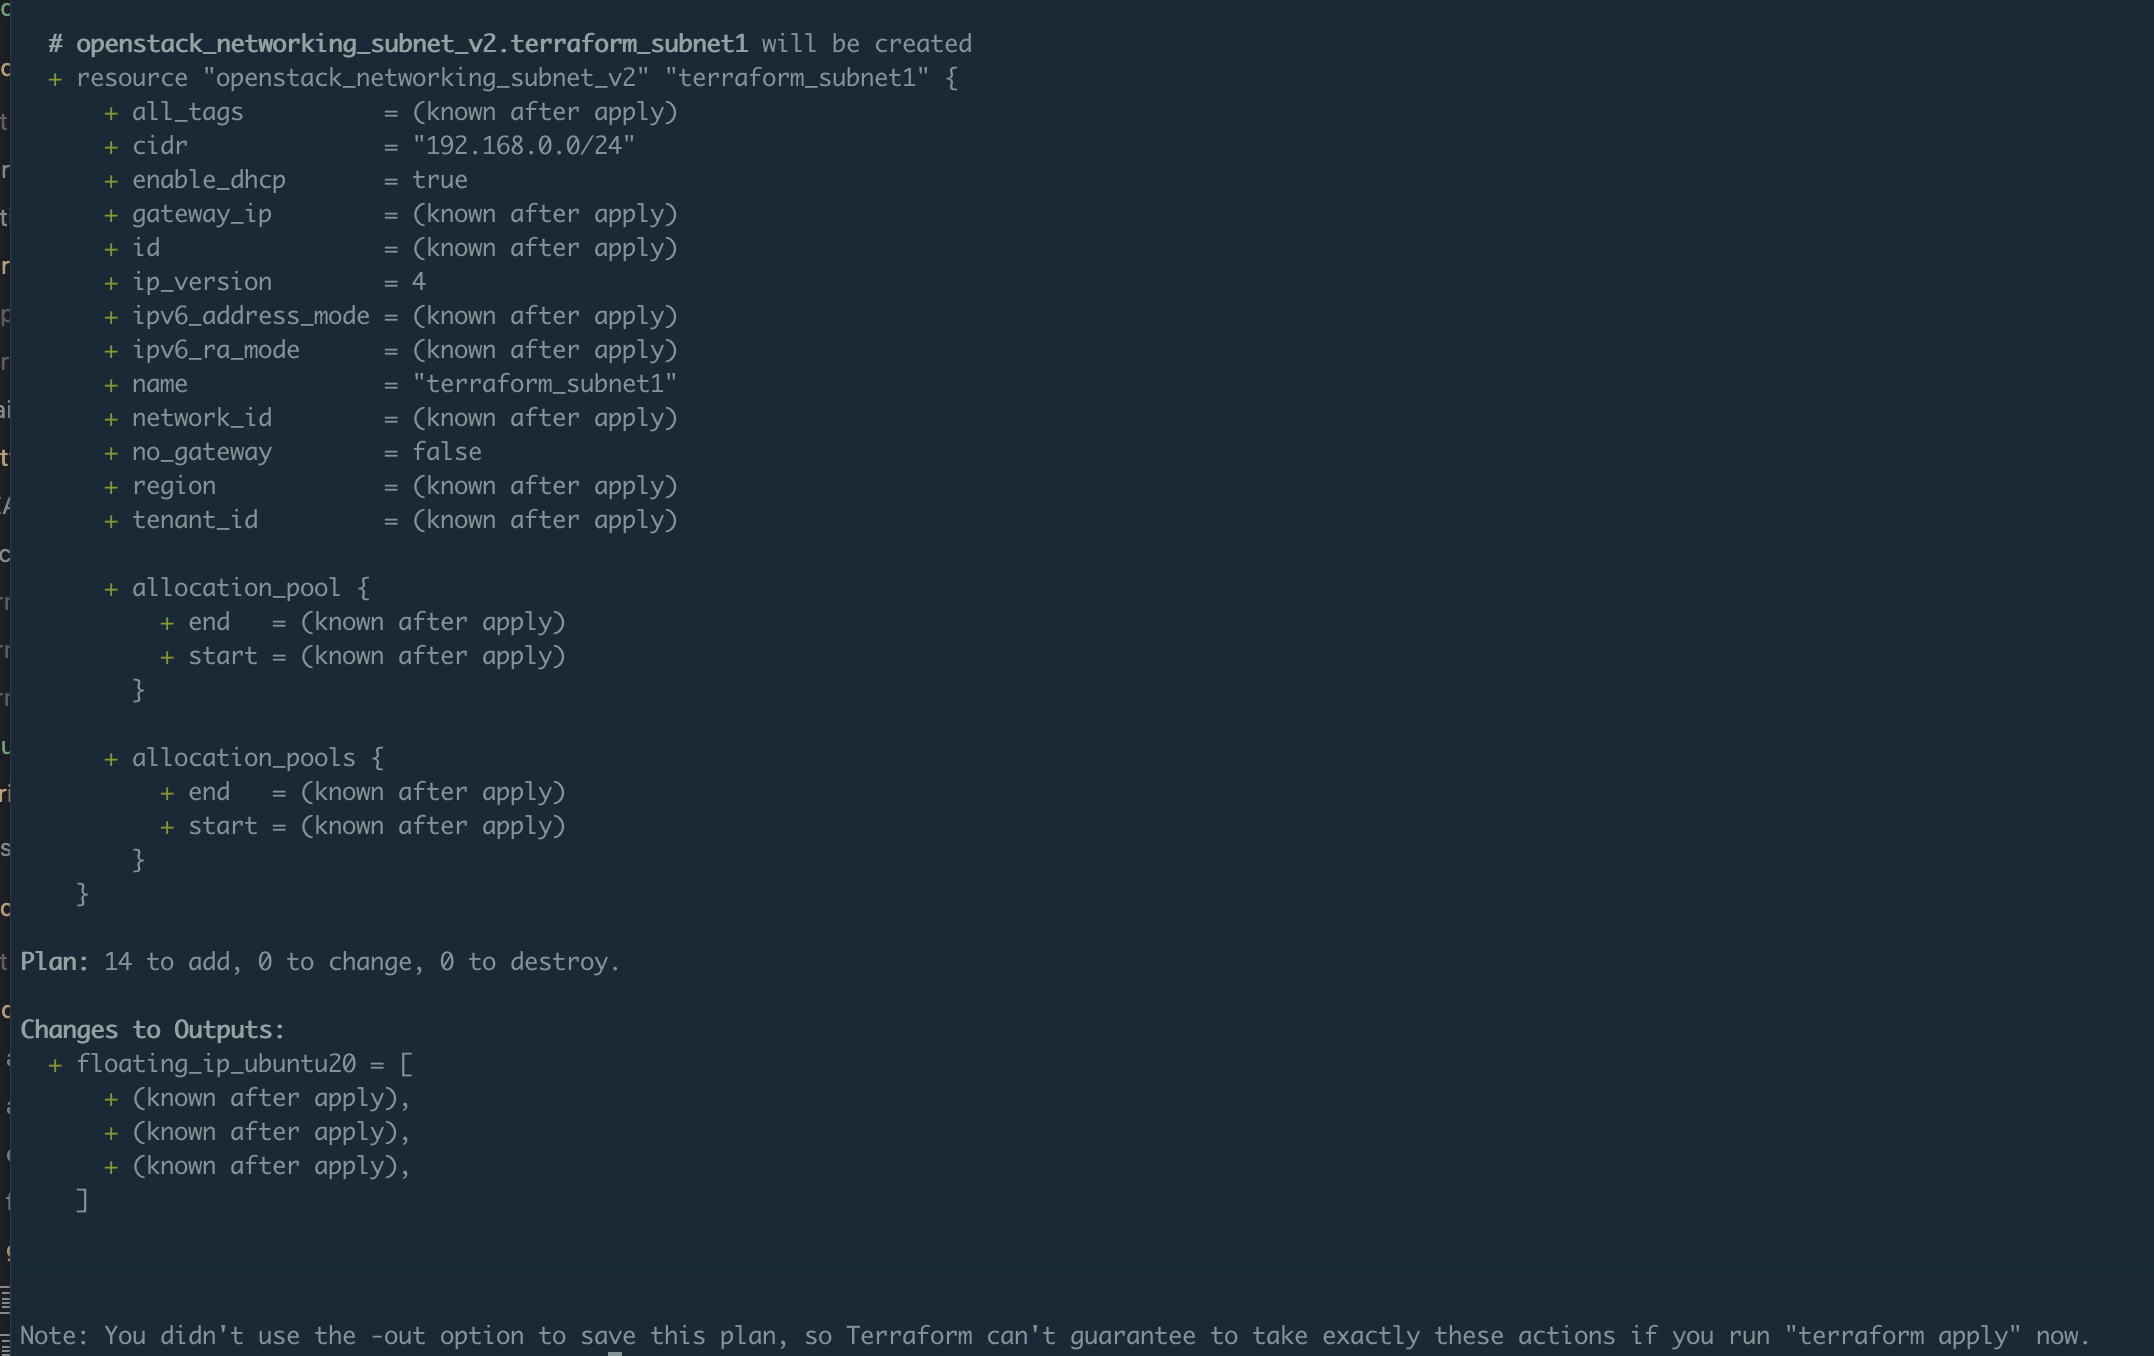 # openstack_networking_subnet_v2.terraform_subnet1 will be created
+ resource "openstack_networking_subnet_v2" "terraform_subnet1" {
+ all_tags = (known after apply)
+ cidr = "192.168.0.0/24"
+ enable_dhcp = true
+ gateway_ip = (known after apply)
+ id = (known after apply)
+ ip_version = 4
+ ipv6_address_mode = (known after apply)
+ ipv6_ra_mode = (known after apply)
+ name = "terraform_subnet1"
+ network_id = (known after apply)
+ no_gateway = false
+ region = (known after apply)
+ tenant_id = (known after apply)
+ allocation_pool {
+ end = (known after apply)
+ start = (known after apply)
}
+ allocation_pools {
+ end = (known after apply)
+ start = (known after apply)
}
}
Plan: 14 to add, 0 to change, 0 to destroy.
Changes to Outputs:
+ floating_ip_ubuntu20 = [
+ (known after apply),
+ (known after apply),
+ (known after apply),
]
Note: You didn't use the -out option to save this plan, so Terraform can't guarantee to take exactly these actions if you run "terraform apply" now.